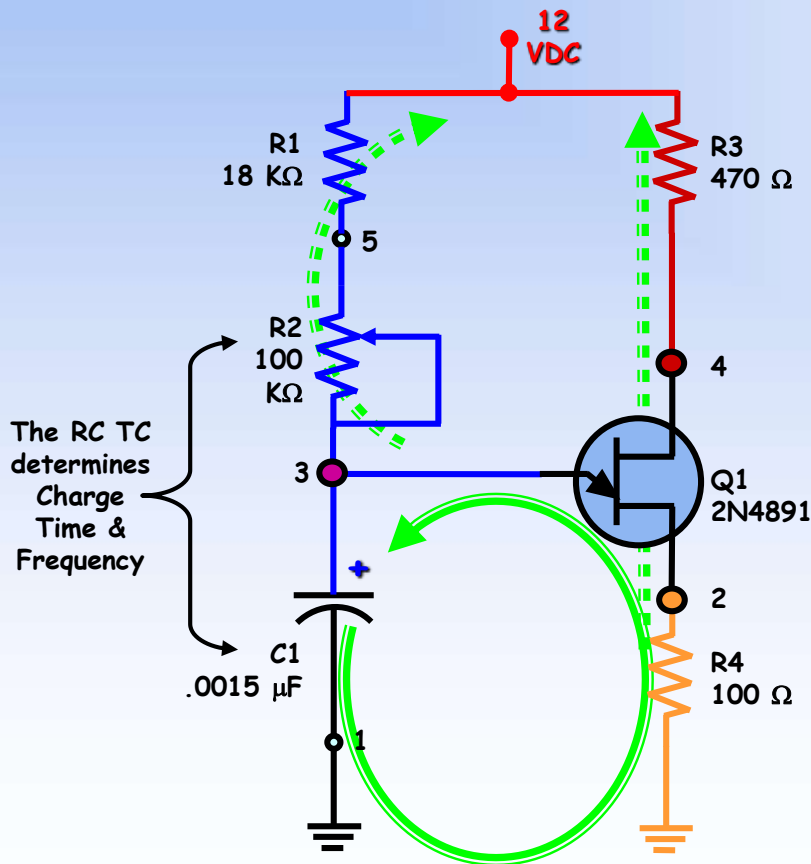 12
VDC
R1
18 KΩ
R3
470 Ω
5
R2
100
KΩ
4
The RC TC
determines
Charge
Time &
Frequency
3
Q1
2N4891
+
2
C1
.0015 μF
R4
100 Ω
1